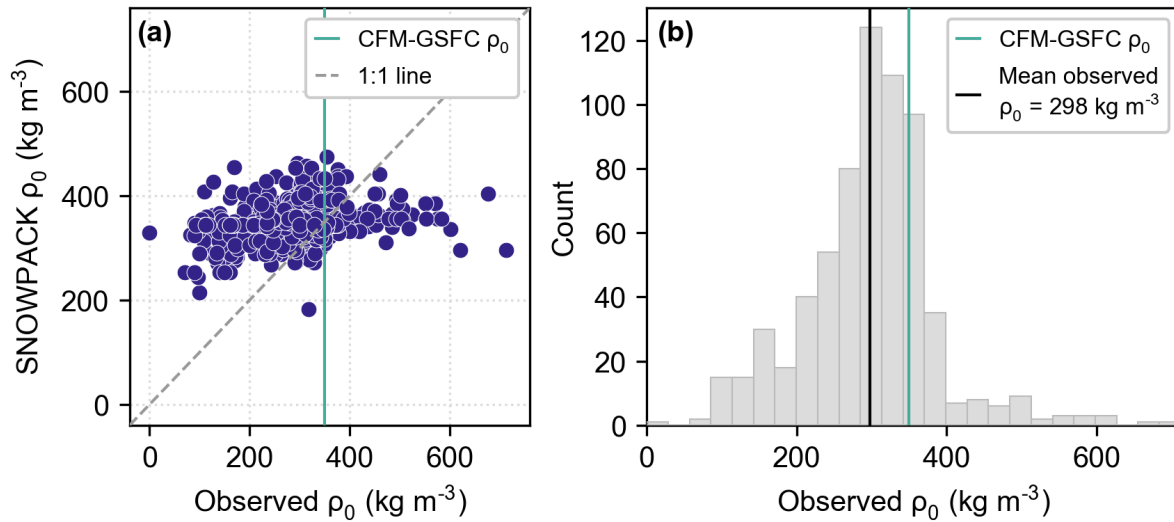 (a)
CFM-GSFC ρ₀
1:1 line
600
400
200
0
SNOWPACK ρ₀ (kg m⁻³)
0 200 400 600
Observed ρ₀ (kg m⁻³)
(b)
CFM-GSFC ρ₀
Mean observed
ρ₀ = 298 kg m⁻³
120
100
80
60
40
20
0
Count
0 200 400 600
Observed ρ₀ (kg m⁻³)